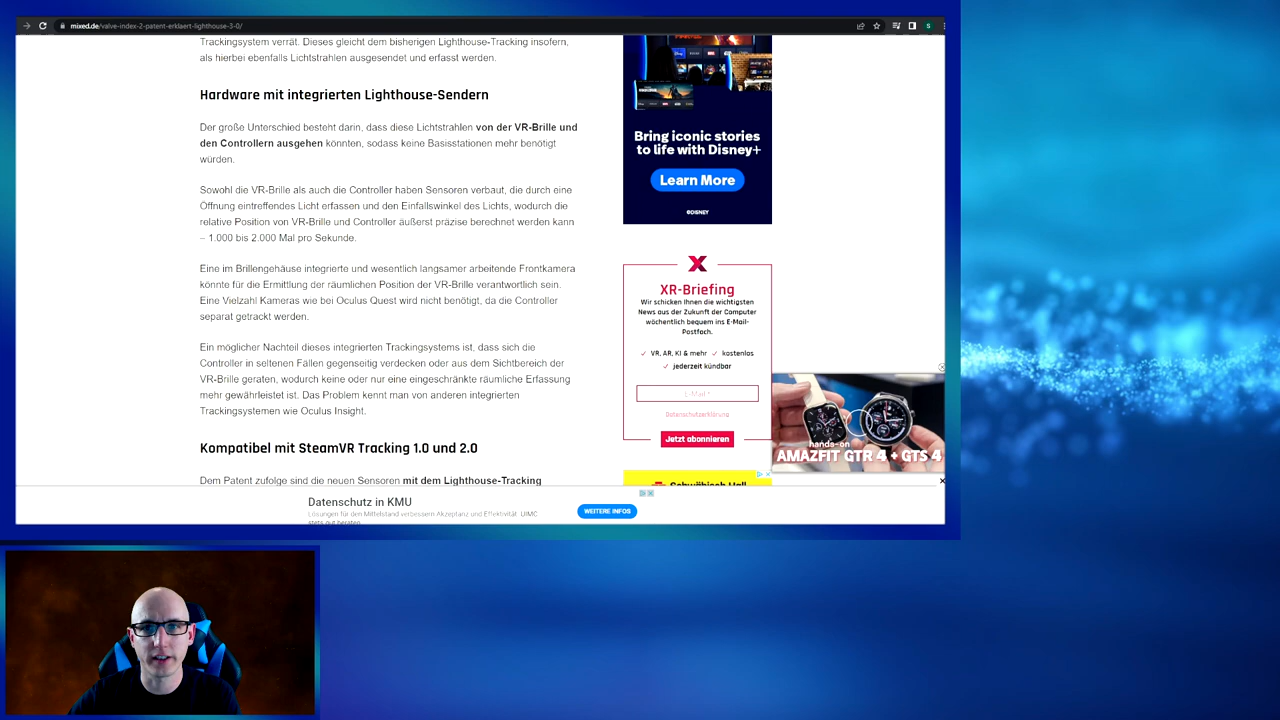 mixed.de/valve-index-2-patent-erklaert-lighthouse-3-0/
S
Trackingsystem verrät. Dieses gleicht dem bisherigen Lighthouse-Tracking insofern,
als hierbei ebenfalls Lichtstrahlen ausgesendet und erfasst werden.
Hardware mit integrierten Lighthouse-Sendern
Der große Unterschied besteht darin, dass diese Lichtstrahlen von der VR-Brille und
den Controllern ausgehen könnten, sodass keine Basisstationen mehr benötigt
würden.
Sowohl die VR-Brille als auch die Controller haben Sensoren verbaut, die durch eine
Öffnung eintreffendes Licht erfassen und den Einfallswinkel des Lichts, wodurch die
relative Position von VR-Brille und Controller äußerst präzise berechnet werden kann
– 1.000 bis 2.000 Mal pro Sekunde.
Eine im Brillengehäuse integrierte und wesentlich langsamer arbeitende Frontkamera
könnte für die Ermittlung der räumlichen Position der VR-Brille verantwortlich sein.
Eine Vielzahl Kameras wie bei Oculus Quest wird nicht benötigt, da die Controller
separat getrackt werden.
Ein möglicher Nachteil dieses integrierten Trackingsystems ist, dass sich die
Controller in seltenen Fällen gegenseitig verdecken oder aus dem Sichtbereich der
VR-Brille geraten, wodurch keine oder nur eine eingeschränkte räumliche Erfassung
mehr gewährleistet ist. Das Problem kennt man von anderen integrierten
Trackingsystemen wie Oculus Insight.
Kompatibel mit SteamVR Tracking 1.0 und 2.0
Dem Patent zufolge sind die neuen Sensoren mit dem Lighthouse-Tracking
Bring iconic stories
to life with Disney+
Learn More
©DISNEY
X
XR-Briefing
Wir schicken Ihnen die wichtigsten
News aus der Zukunft der Computer
wöchentlich bequem ins E-Mail-
Postfach.
VR, AR, KI & mehr ✓ kostenlos
✓ jederzeit kündbar
E-Mail *
Datenschutzerklärung
Jetzt abonnieren
Schwäbisch Hall
hands-on
AMAZFIT GTR 4 + GTS 4
Datenschutz in KMU
Lösungen für den Mittelstand verbessern Akzeptanz und Effektivität. UIMC
stets gut beraten.
WEITERE INFOS